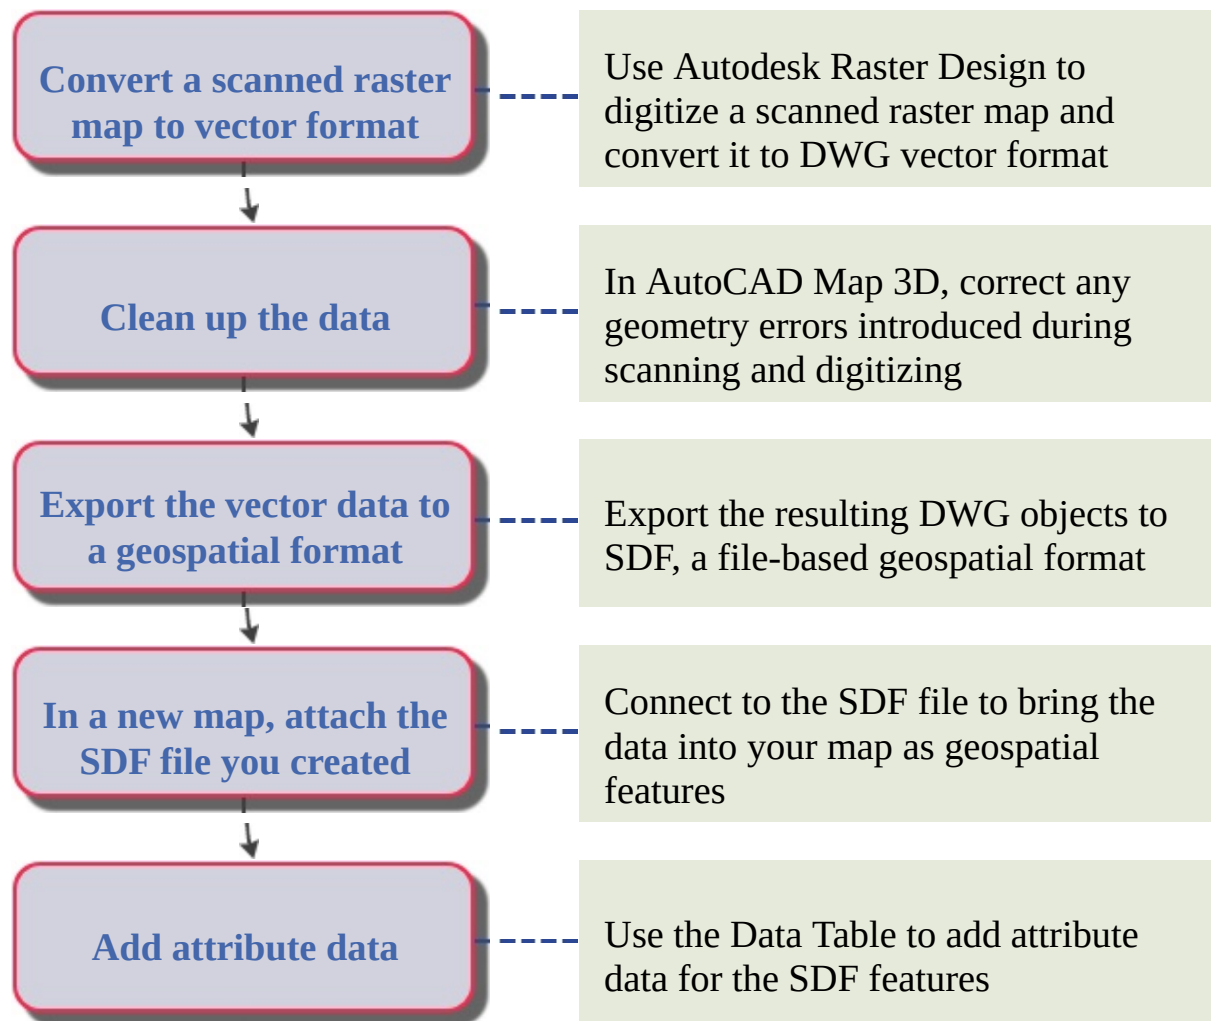 Convert a scanned raster
map to vector format
Use Autodesk Raster Design to
digitize a scanned raster map and
convert it to DWG vector format
Clean up the data
In AutoCAD Map 3D, correct any
geometry errors introduced during
scanning and digitizing
Export the vector data to
a geospatial format
Export the resulting DWG objects to
SDF, a file-based geospatial format
In a new map, attach the
SDF file you created
Connect to the SDF file to bring the
data into your map as geospatial
features
Add attribute data
Use the Data Table to add attribute
data for the SDF features